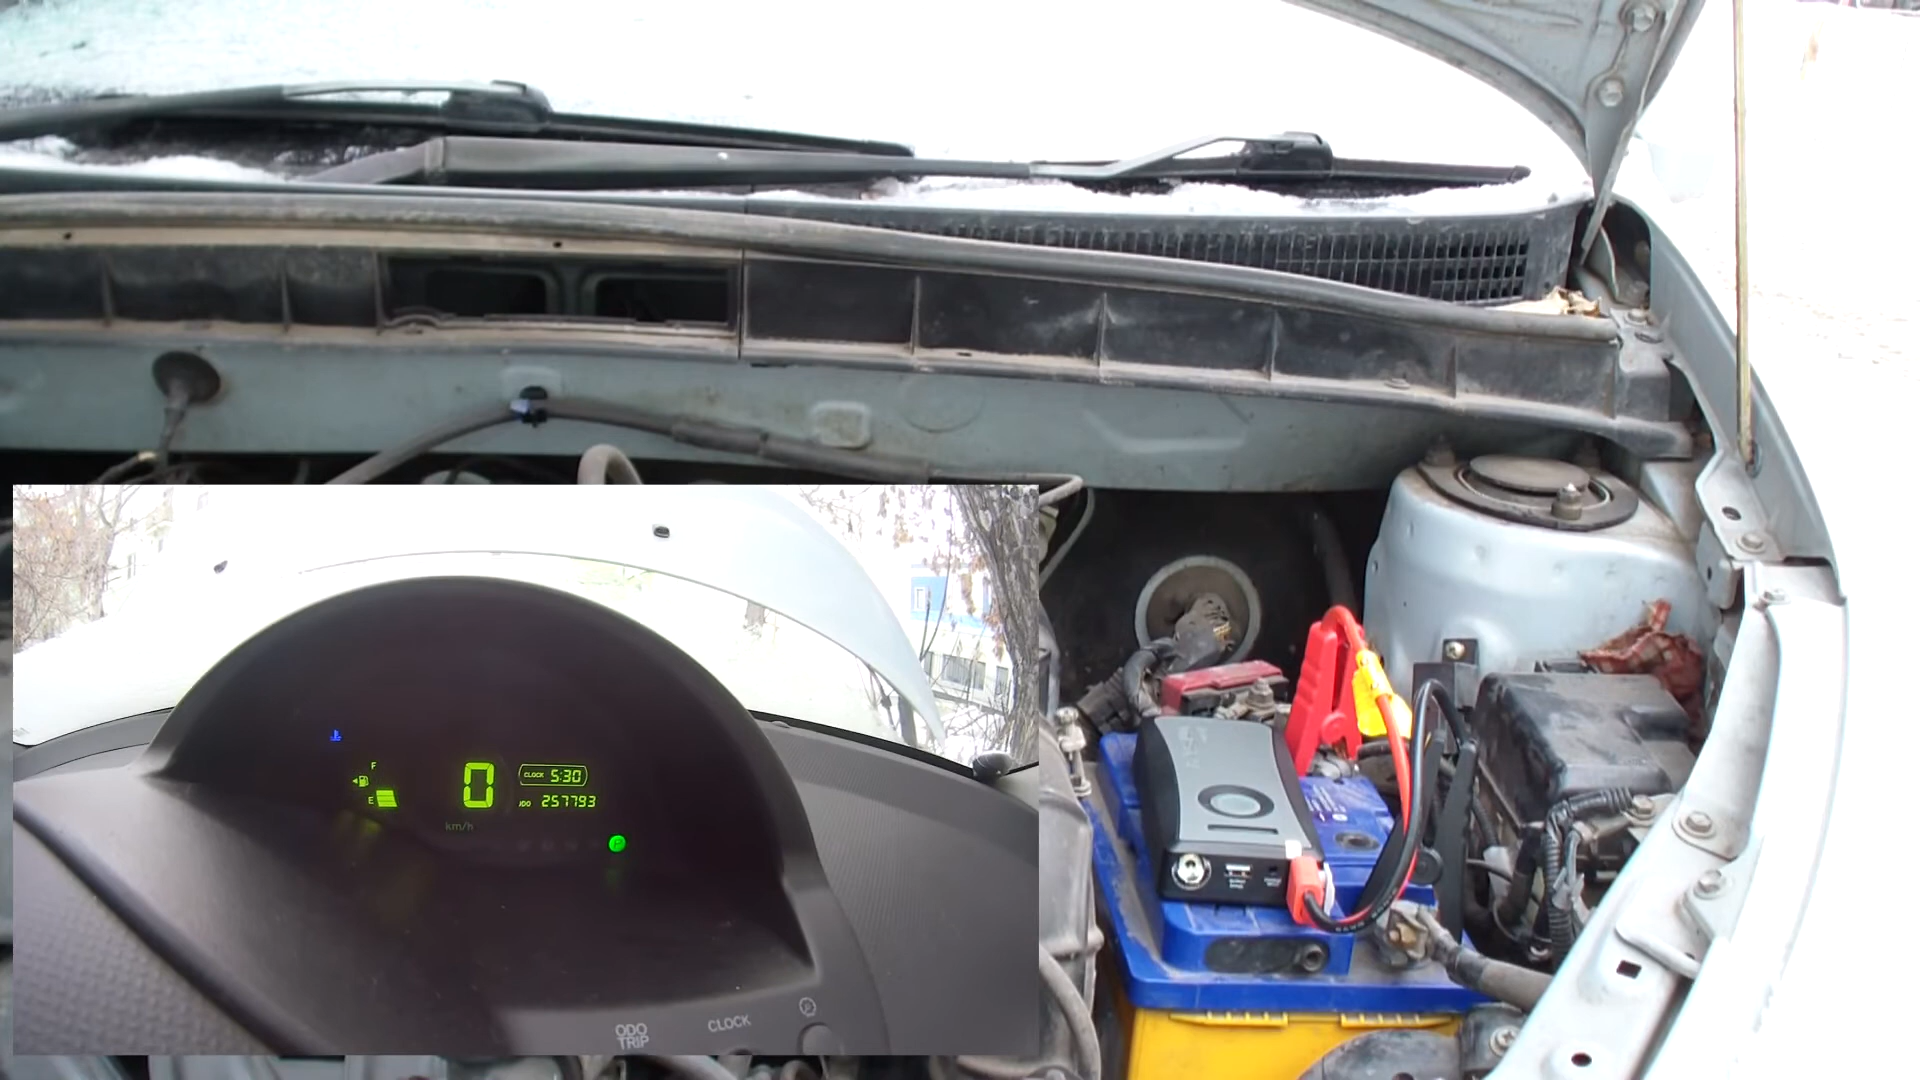 F
E
0
km/h
CLOCK 5:30
ODO 257793
P
ODO
TRIP
CLOCK